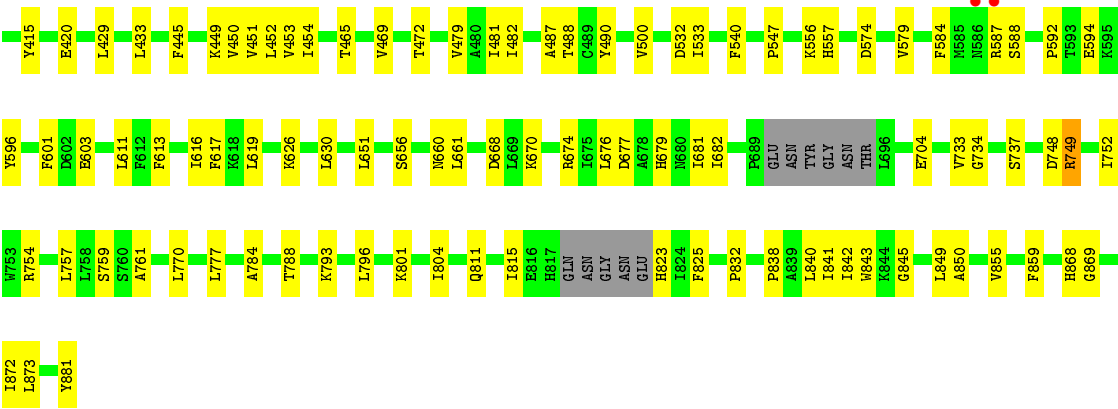 Y415 E420 L429 L433 F445 K449 V450 V451 L452 V453 I454 T465 V469 T472 V479 A480 I481 I482 A487 T488 C489 Y490 V500 D532 I533 F540 P547 K556 H557 D574 V579 F584 M585 N586 R587 S588 P592 T593 E594 K595
Y596 F601 D602 E603 L611 F612 F613 I616 F617 K618 L619 K626 L630 L651 S656 N660 L661 D668 L669 K670 R674 I675 L676 D677 A678 H679 N680 I681 I682 P689 GLU ASN TYR GLY ASN THR L696 E704 V733 G734 S737 D748 R749 I752
W753 R754 L757 L758 S759 S760 A761 L770 L777 A784 T788 K793 L796 K801 I804 Q811 I815 E816 H817 GLN ASN GLY ASN GLU H823 I824 F825 P832 P838 A839 L840 I841 I842 W843 K844 G845 L849 A850 V855 F859 H868 G869
I872 L873 Y881